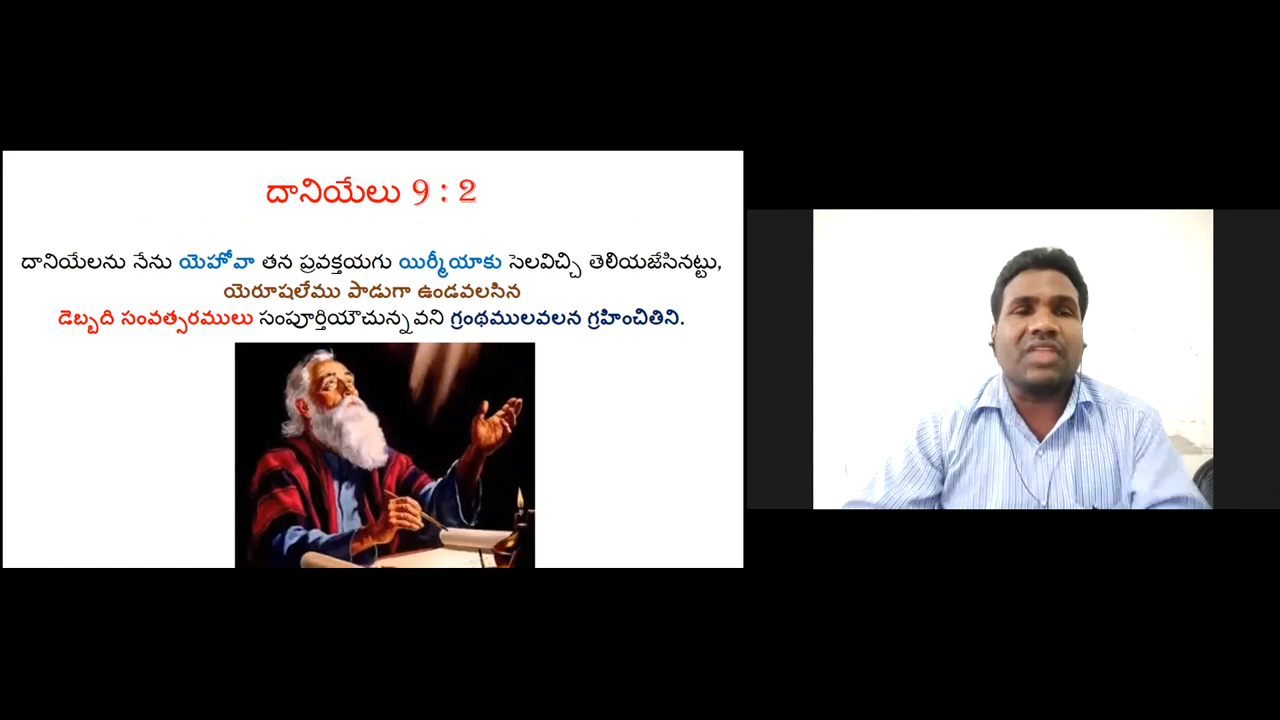 దానియేలు 9 : 2
దానియేలను నేను యెహోవా తన ప్రవక్తయగు యిర్మీయాకు సెలవిచ్చి తెలియజేసినట్టు,
యెరూషలేము పాడుగా ఉండవలసిన
డెబ్బది సంవత్సరములు సంపూర్తియౌచున్నవని గ్రంథములవలన గ్రహించితిని.